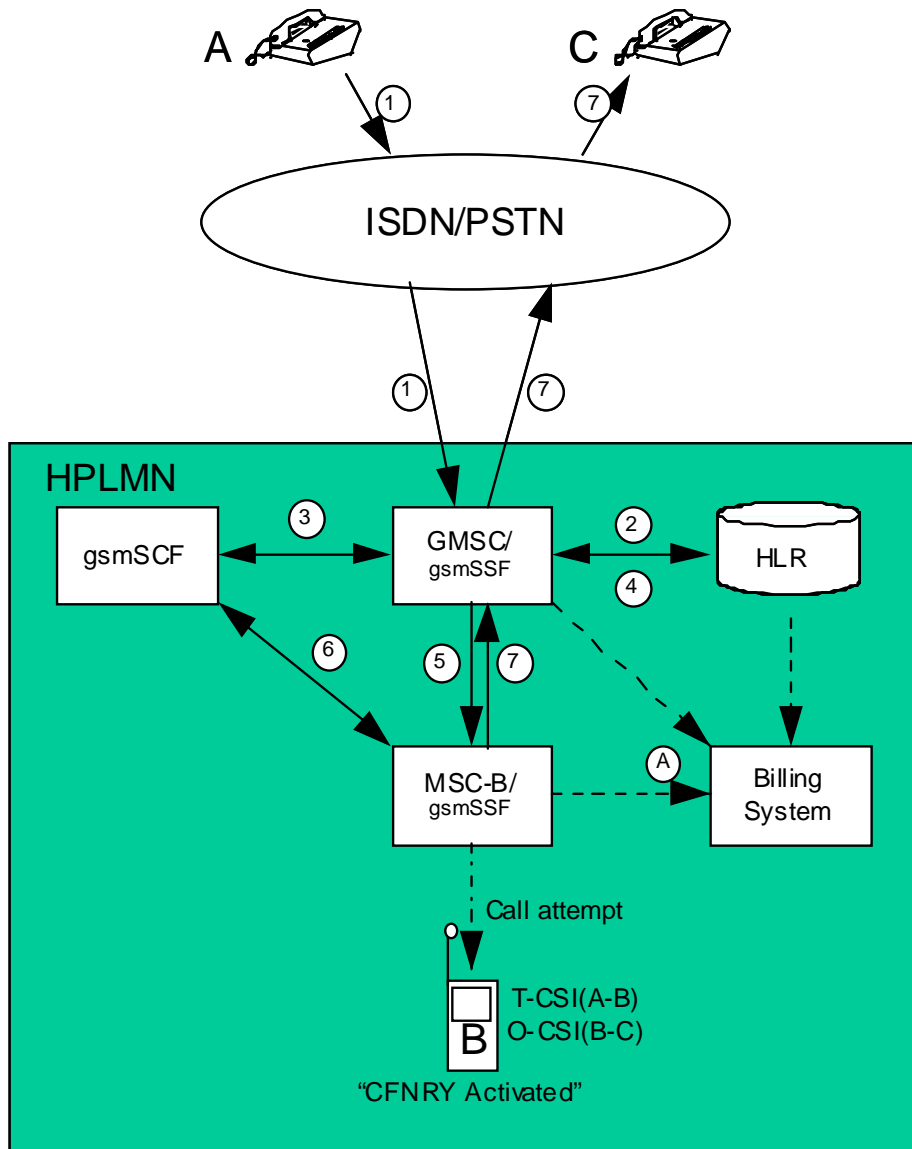 A
C
1
7
ISDN/PSTN
1
7
HPLMN
gsmSCF
3
GMSC/
gsmSSF
2
4
HLR
6
5
7
MSC-B/
gsmSSF
A
Billing
System
Call attempt
B
T-CSI(A-B)
O-CSI(B-C)
“CFNRY Activated”